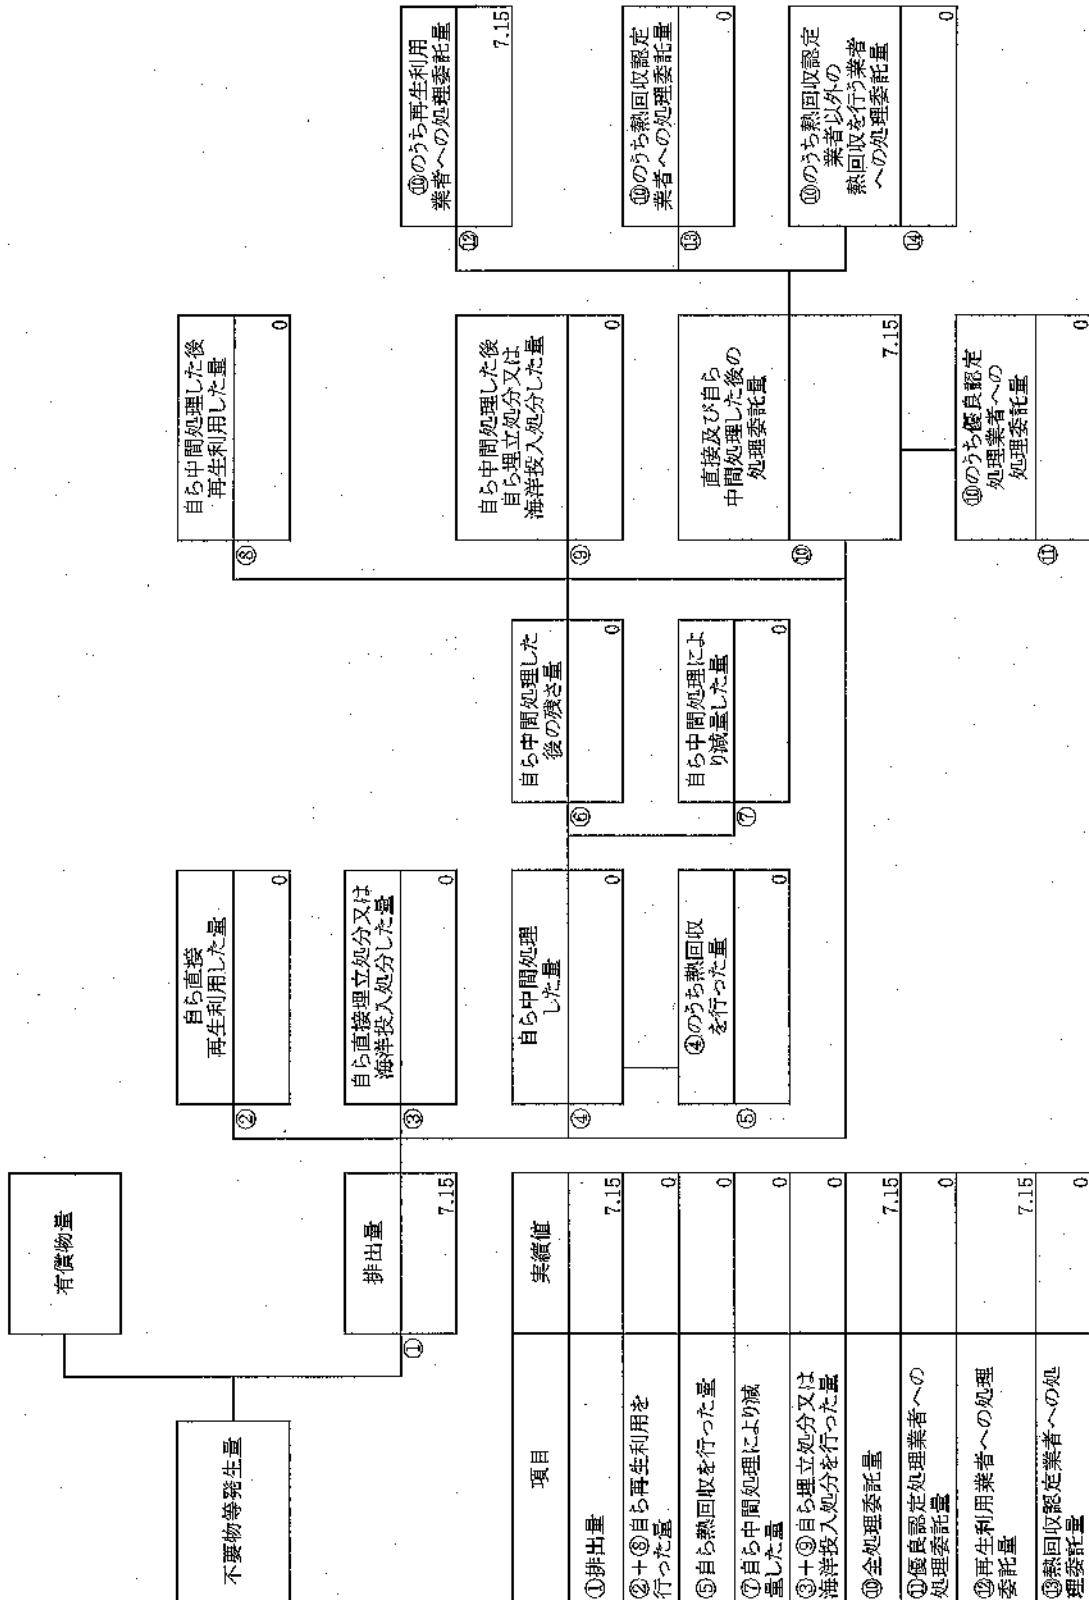 不要物等発生量
有償物量
排出量
①
7.15
自ら直接
再生利用した量
②
0
自ら直接埋立処分又は
海洋投入処分した量
③
0
自ら中間処理
した量
④
0
④のうち熱回収
を行った量
⑤
0
自ら中間処理した
後の残さ量
⑥
0
自ら中間処理によ
り減量した量
⑦
0
自ら中間処理した後
再生利用した量
⑧
0
自ら中間処理した後
自ら埋立処分又は
海洋投入処分した量
⑨
0
直接及び自ら
中間処理した後の
処理委託量
⑩
7.15
⑩のうち優良認定
処理業者への
処理委託量
⑪
0
⑩のうち再生利用
業者への処理委託量
⑫
7.15
⑩のうち熱回収認定
業者への処理委託量
⑬
0
⑩のうち熱回収認定
業者以外の
熱回収を行う業者
への処理委託量
⑭
0
項目
実績値
①排出量
7.15
②+⑧自ら再生利用を
行った量
0
⑤自ら熱回収を行った量
0
⑦自ら中間処理により減
量した量
0
③+⑨自ら埋立処分又は
海洋投入処分を行った量
0
⑩全処理委託量
7.15
⑪優良認定処理業者への
処理委託量
0
⑫再生利用業者への処理
委託量
7.15
⑬熱回収認定業者への処
理委託量
0